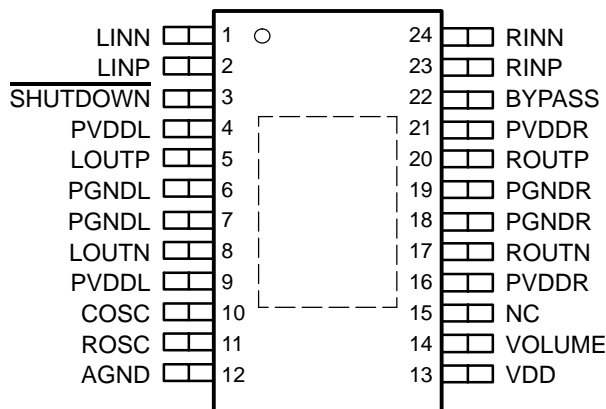 LINN 1 24 RINN
LINP 2 23 RINP
SHUTDOWN 3 22 BYPASS
PVDDL 4 21 PVDDR
LOUTP 5 20 ROUTP
PGNDL 6 19 PGNDR
PGNDL 7 18 PGNDR
LOUTN 8 17 ROUTN
PVDDL 9 16 PVDDR
COSC 10 15 NC
ROSC 11 14 VOLUME
AGND 12 13 VDD